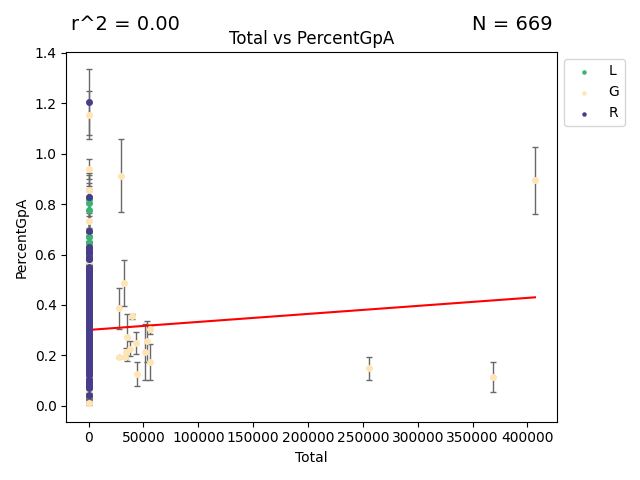 r^2 = 0.00
N = 669
Total vs PercentGpA
1.4
1.2
1.0
0.8
0.6
0.4
0.2
0.0
PercentGpA
0
50000
100000
150000
200000
250000
300000
350000
400000
Total
L
G
R